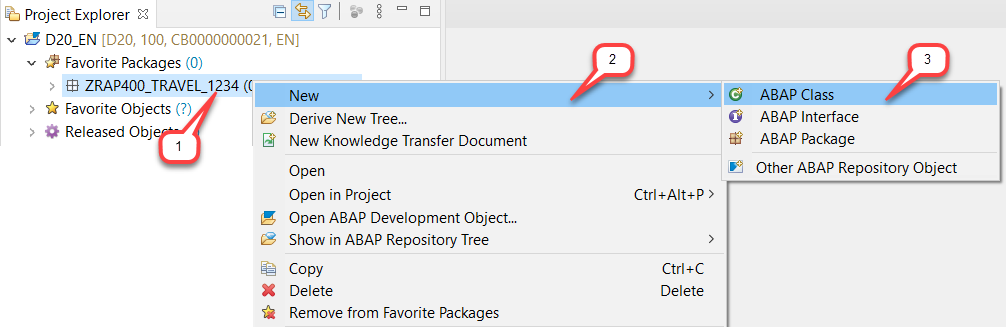 Project Explorer
D20_EN [D20, 100, CB0000000021, EN]
Favorite Packages (0)
ZRAP400_TRAVEL_1234 (
Favorite Objects (?)
Released Objects
1
New
2
Derive New Tree...
New Knowledge Transfer Document
Open
Open in Project Ctrl+Alt+P
Open ABAP Development Object...
Show in ABAP Repository Tree
Copy Ctrl+C
Delete Delete
Remove from Favorite Packages
3
ABAP Class
ABAP Interface
ABAP Package
Other ABAP Repository Object